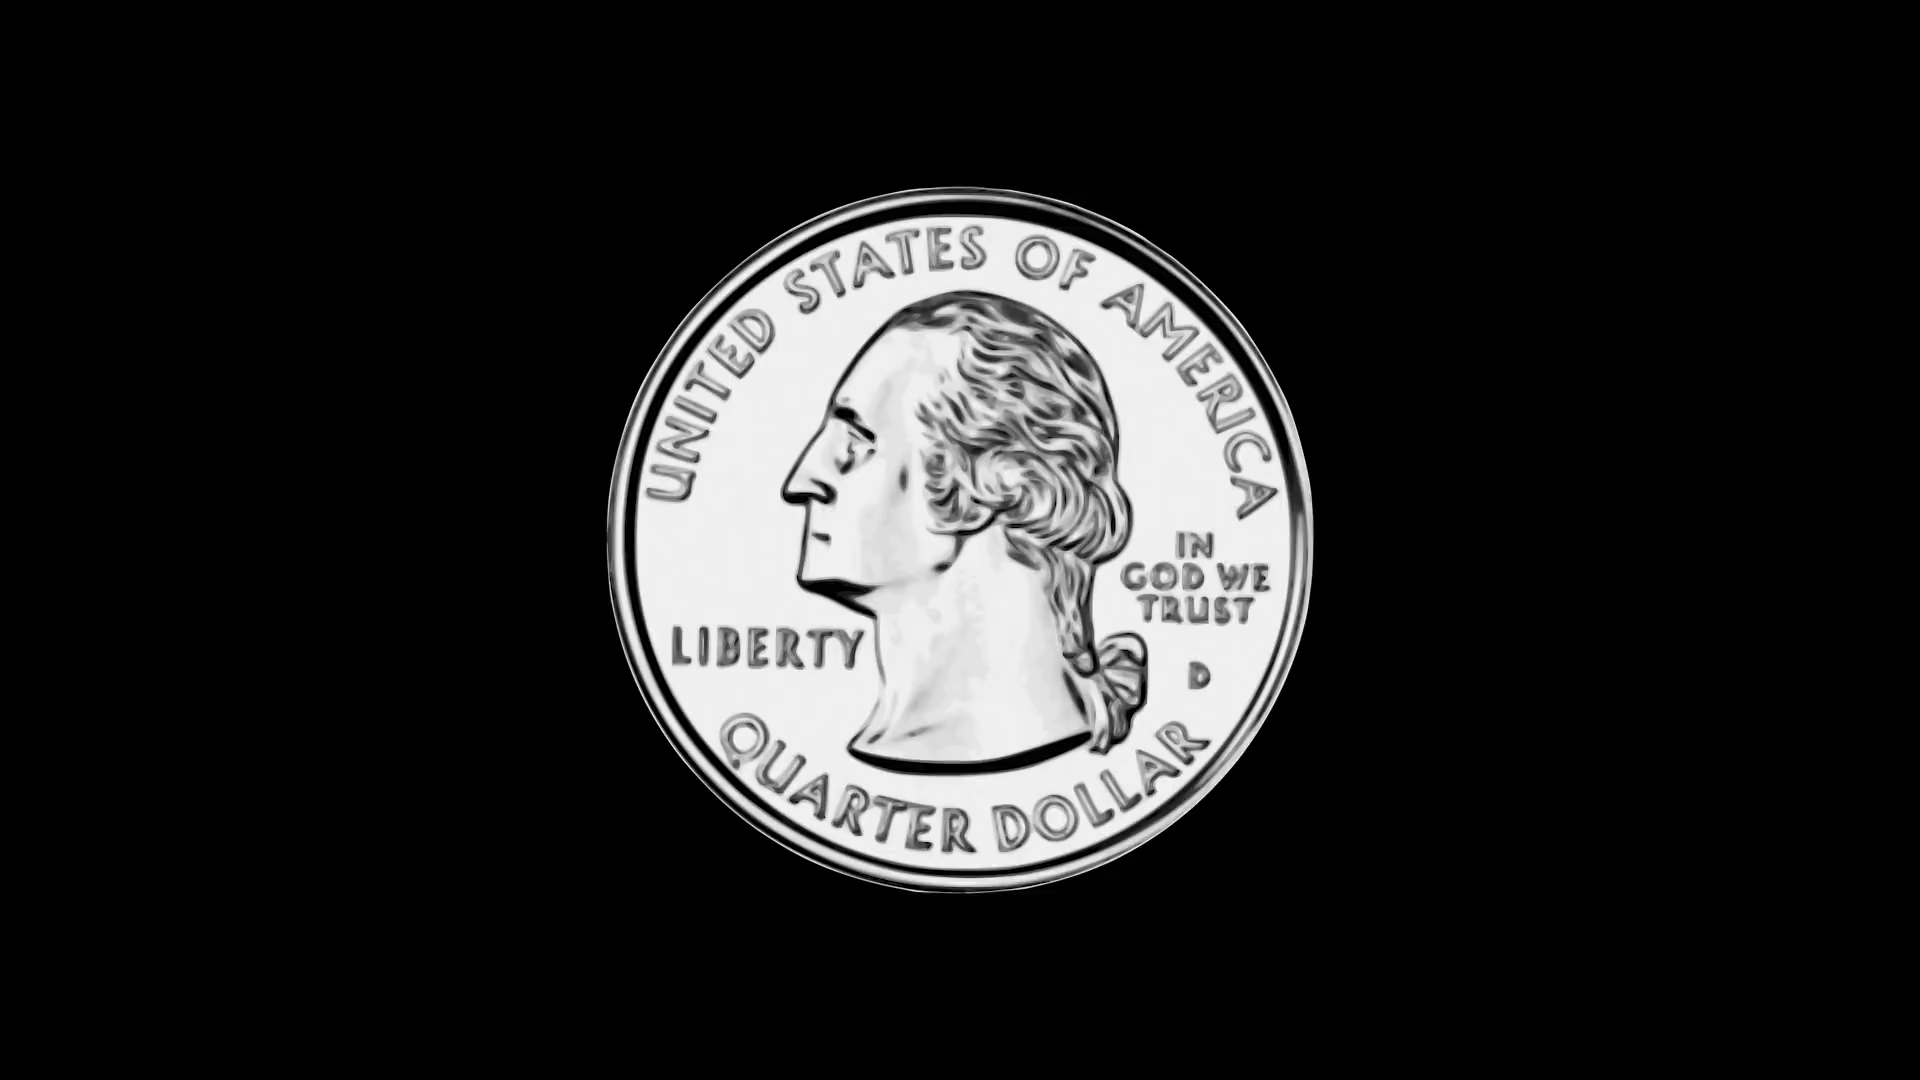 UNITED STATES OF AMERICA
IN
GOD WE
TRUST
LIBERTY
D
QUARTER DOLLAR